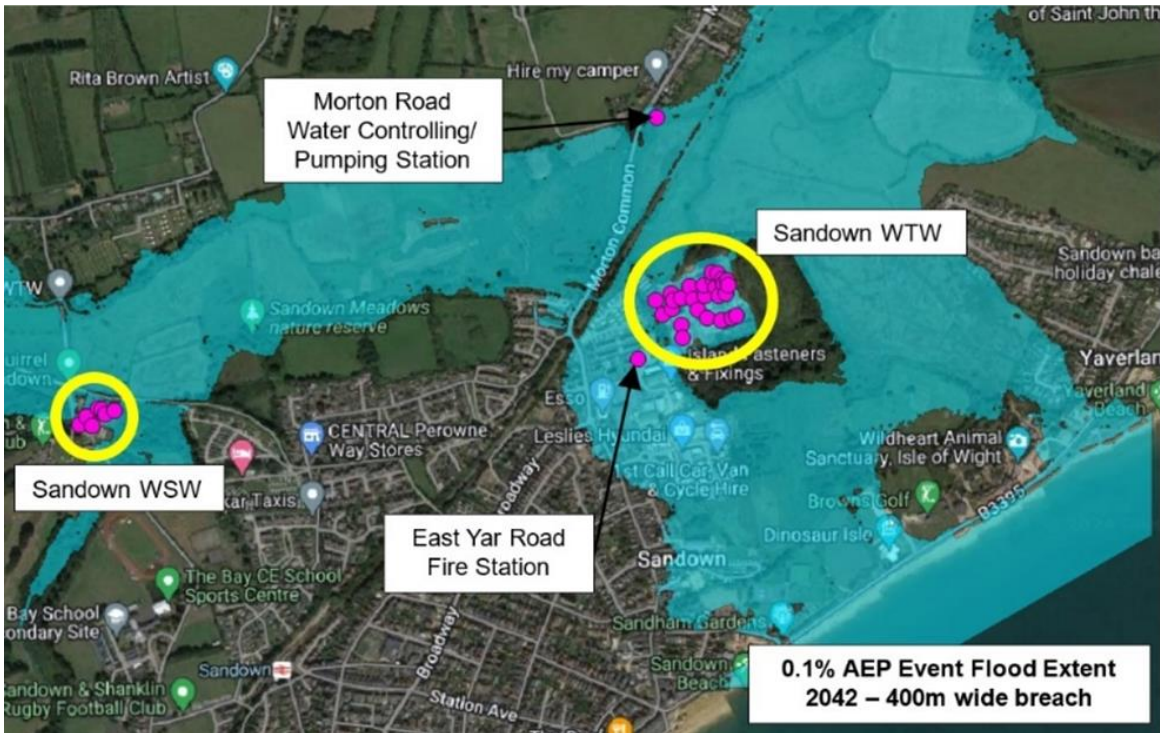 of Saint John th
Rita Brown Artist
Hire my camper
Morton Road
Water Controlling/
Pumping Station
Morton Common
Sandown WTW
Sandown ba
holiday chale
WTW
Sandown Meadows
nature reserve
quirrel
ndown
Island Fasteners
& Fixings
Yaverlan
Yaverland
Beach
Esso
CENTRAL Perowne
Way Stores
Leslies Hyundai
Wildheart Animal
Sanctuary, Isle of Wight
& 
ub
Sandown WSW
kar Taxis
1st Call Car, Van
& Cycle Hire
Broadway
Browns Golf
B3395
East Yar Road
Fire Station
Dinosaur Isle
Sandown
The Bay CE School
Sports Centre
Bay School
ondary Site
Sandham Gardens
Broadway
Sandown
Sandown
Beach
0.1% AEP Event Flood Extent
2042 – 400m wide breach
Sandown & Shanklin
Rugby Football Club
Station Ave